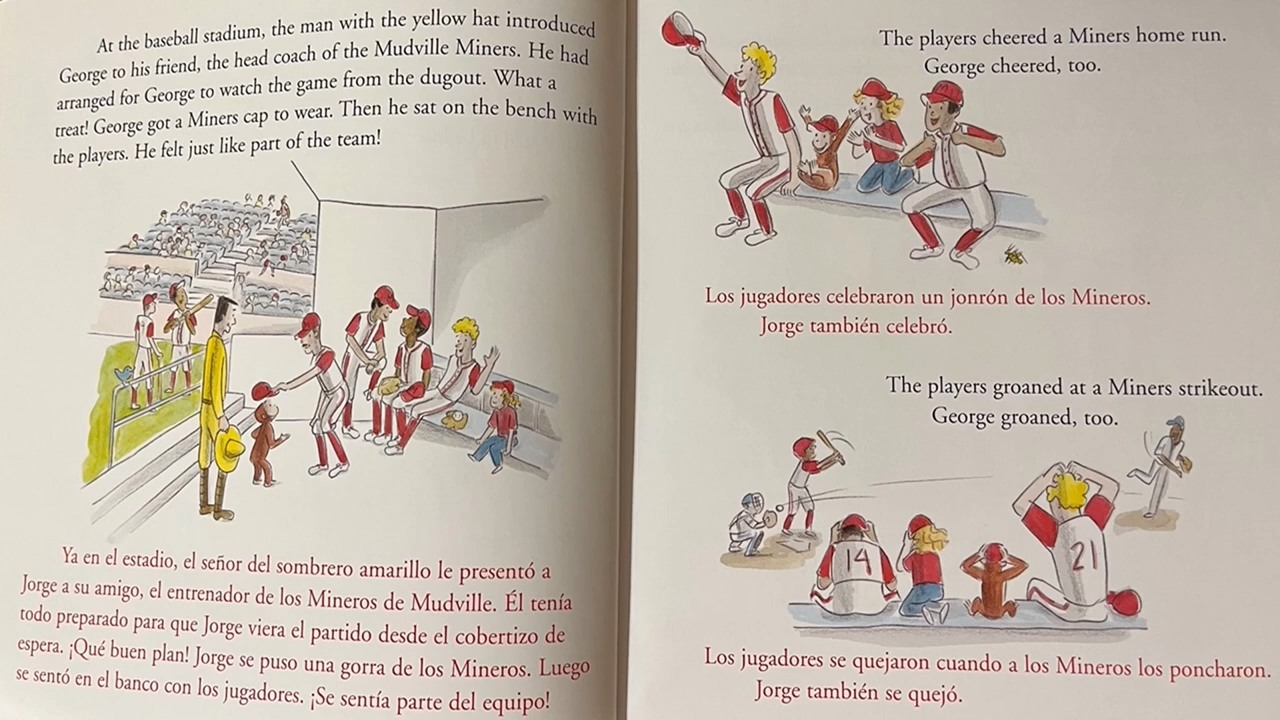 At the baseball stadium, the man with the yellow hat introduced
George to his friend, the head coach of the Mudville Miners. He had
arranged for George to watch the game from the dugout. What a
treat! George got a Miners cap to wear. Then he sat on the bench with
the players. He felt just like part of the team!
Ya en el estadio, el señor del sombrero amarillo le presentó a
Jorge a su amigo, el entrenador de los Mineros de Mudville. Él tenía
todo preparado para que Jorge viera el partido desde el cobertizo de
espera. ¡Qué buen plan! Jorge se puso una gorra de los Mineros. Luego
se sentó en el banco con los jugadores. ¡Se sentía parte del equipo!
The players cheered a Miners home run.
George cheered, too.
M
Los jugadores celebraron un jonrón de los Mineros.
Jorge también celebró.
The players groaned at a Miners strikeout.
George groaned, too.
14
21
Los jugadores se quejaron cuando a los Mineros los poncharon.
Jorge también se quejó.